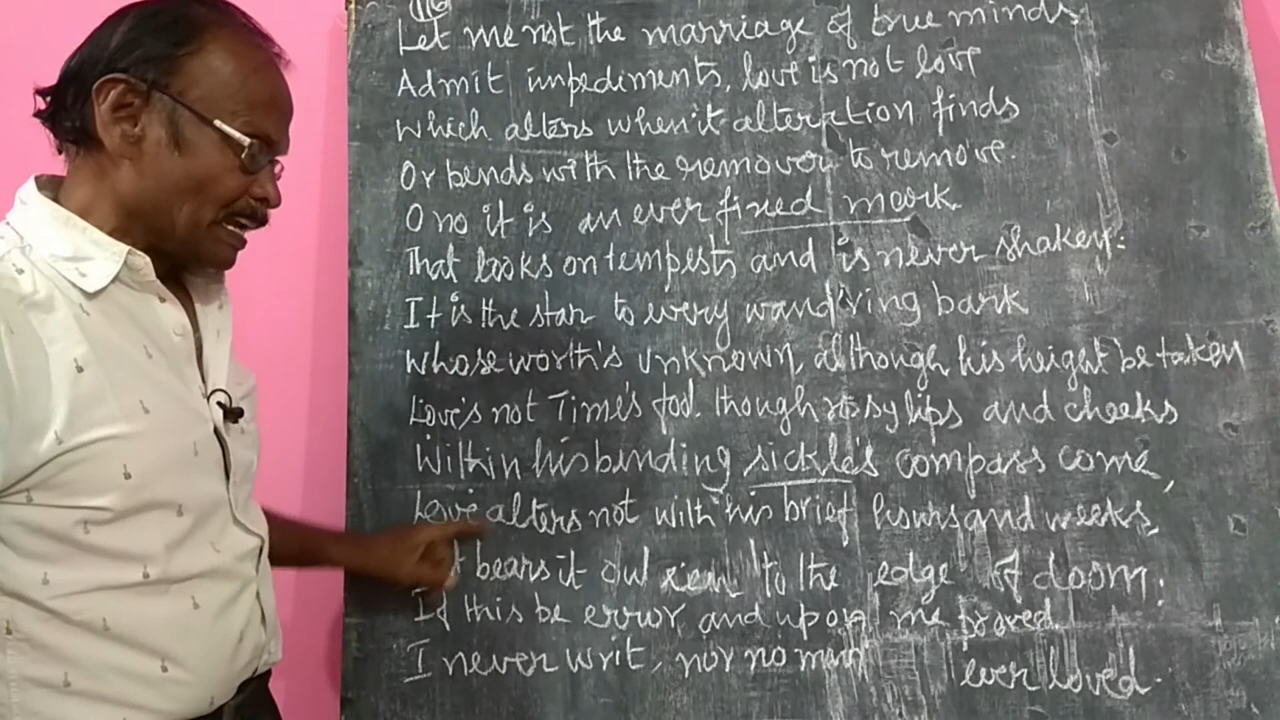 116
Let me not the marriage of true minds
Admit impediments, love is not love
which alters when it alteration finds
Or bends with the remover to remove.
O no it is an ever fixed mark.
That looks on tempests and is never shaken:
It is the star to every wand'ring bark
whose worth's unknown, although his height be taken
Love's not Time's fool. though rosy lips and cheeks
Within his bending sickle's compass come,
Love alters not with his brief hours and weeks,
bears it out even to the edge of doom.
If this be error, and upon me proved.
I never writ, nor no man ever loved.